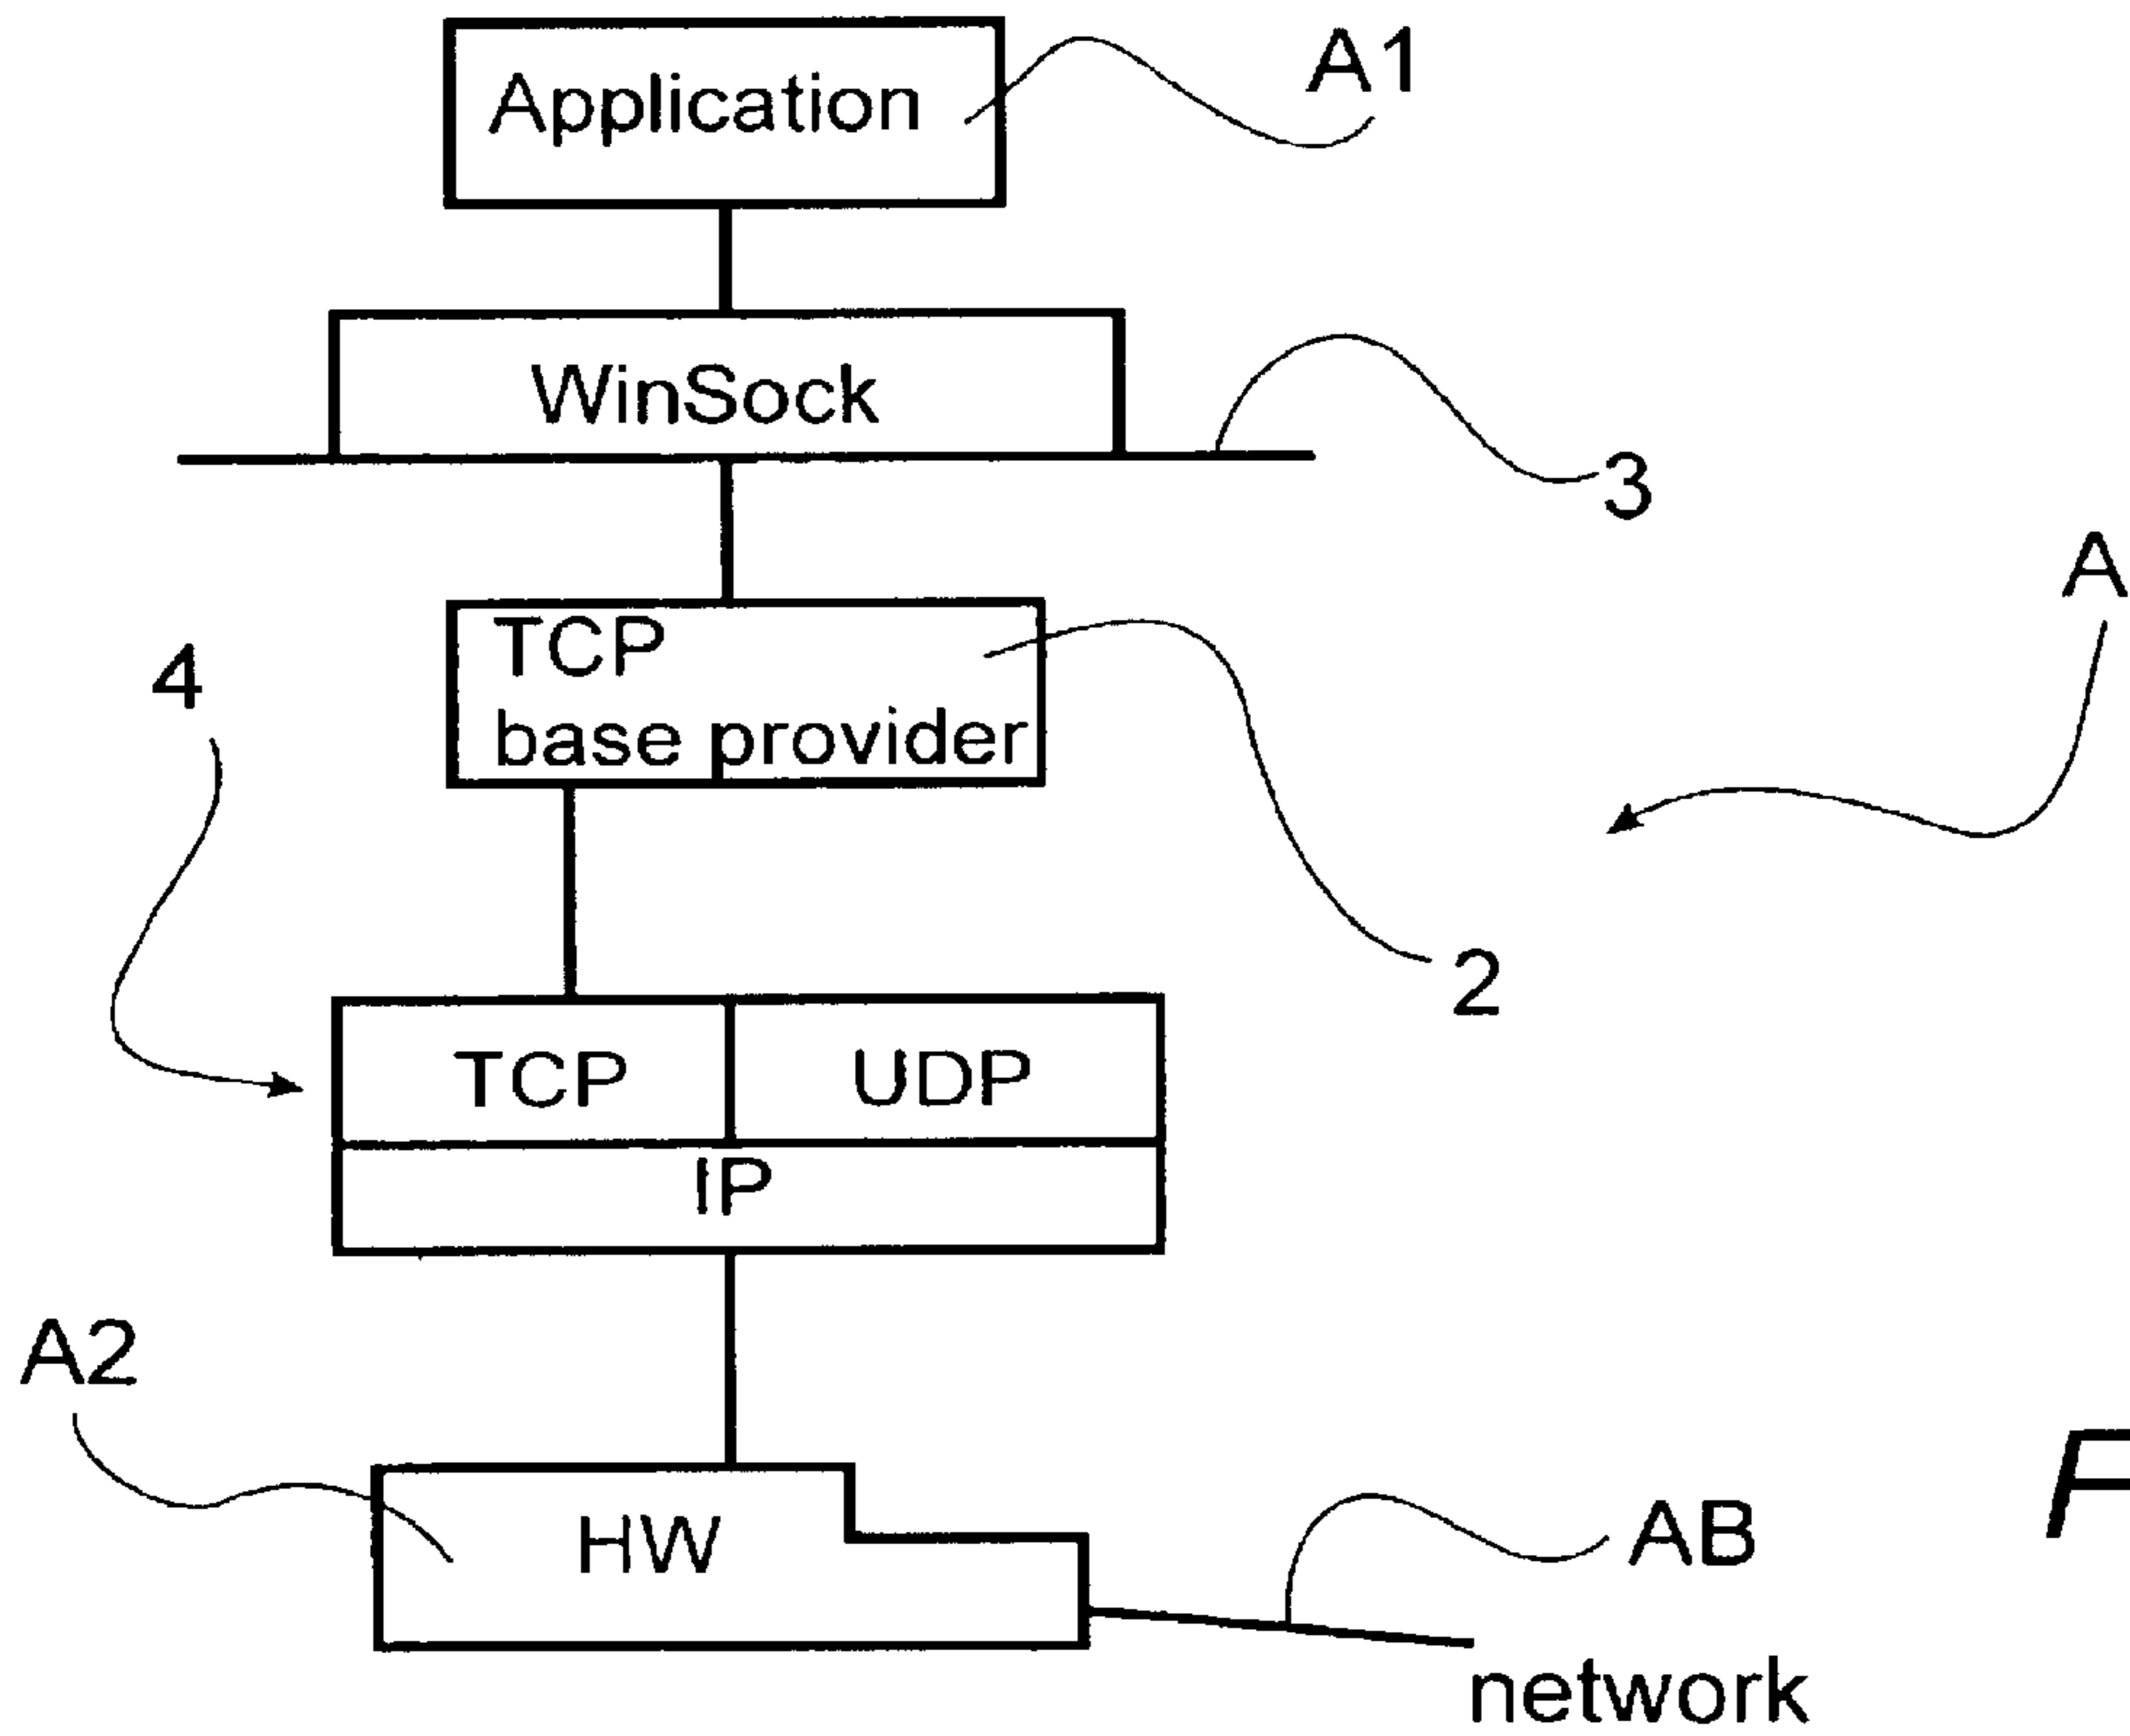 Application
A1
WinSock
3
A
TCP
base provider
4
2
TCP UDP
IP
A2
HW
AB
F
network